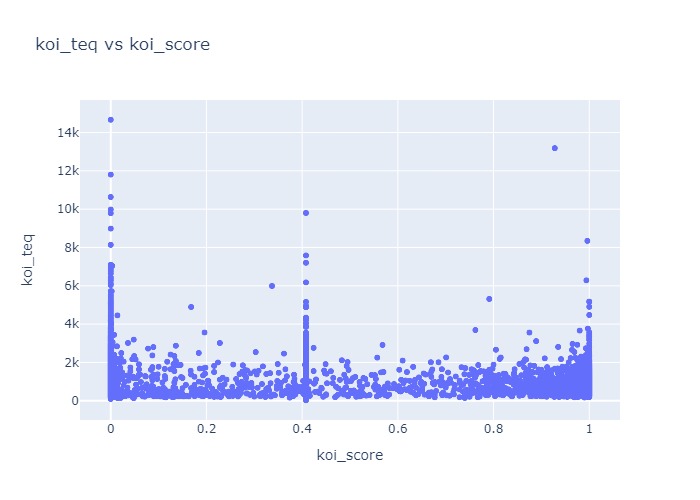 koi_teq vs koi_score
14k
12k
10k
8k
6k
4k
2k
0
koi_teq
0
0.2
0.4
0.6
0.8
1
koi_score